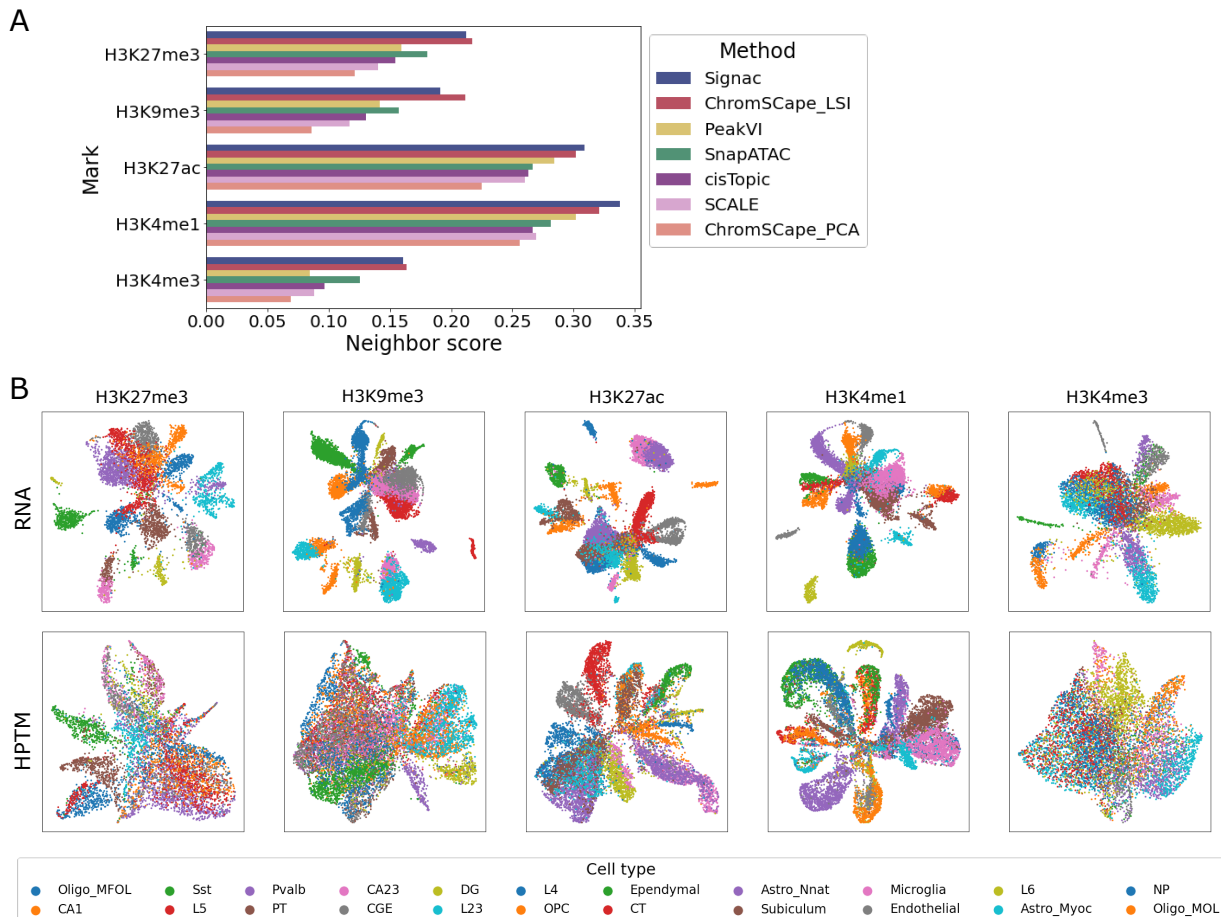 A
Mark
H3K27me3
H3K9me3
H3K27ac
H3K4me1
H3K4me3
0.00 0.05 0.10 0.15 0.20 0.25 0.30 0.35
Neighbor score
Method
Signac
ChromSCape_LSI
PeakVI
SnapATAC
cisTopic
SCALE
ChromSCape_PCA
B
H3K27me3 H3K9me3 H3K27ac H3K4me1 H3K4me3
RNA
HPTM
Cell type
Oligo_MFOL Sst Pvalb CA23 DG L4 Ependymal Astro_Nnat Microglia L6 NP
CA1 L5 PT CGE L23 OPC CT Subiculum Endothelial Astro_Myoc Oligo_MOL